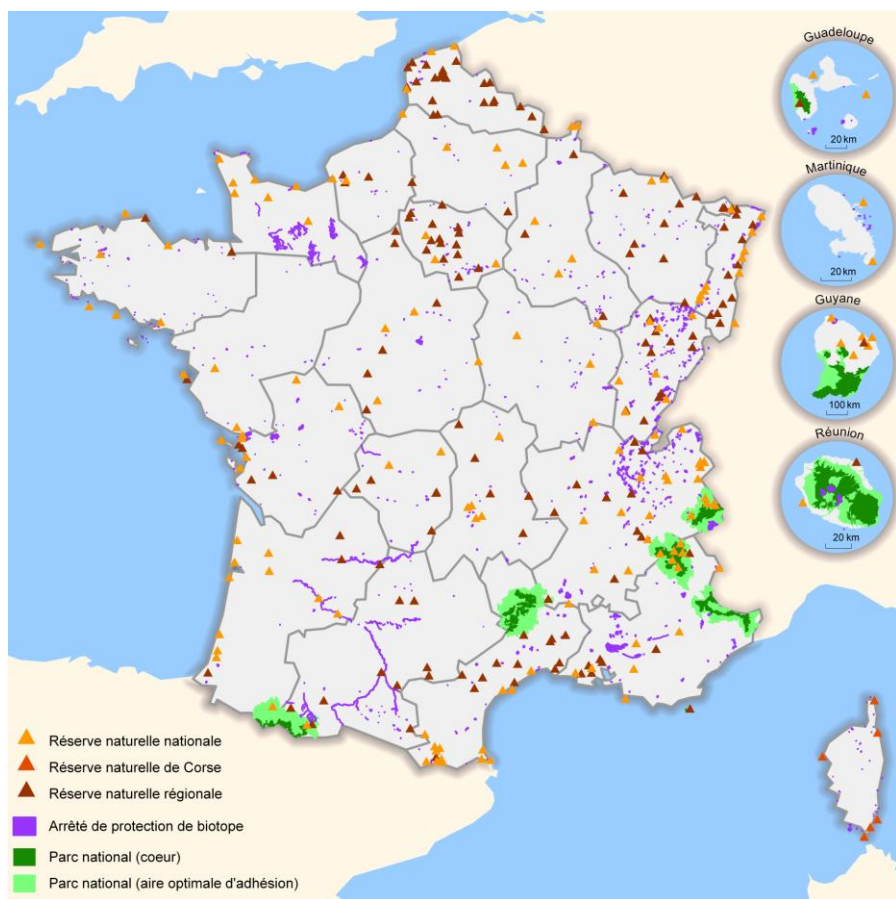 Guadeloupe
20 km
Martinique
20 km
Guyane
100 km
Réunion
20 km
Réserve naturelle nationale
Réserve naturelle de Corse
Réserve naturelle régionale
Arrêté de protection de biotope
Parc national (coeur)
Parc national (aire optimale d'adhésion)